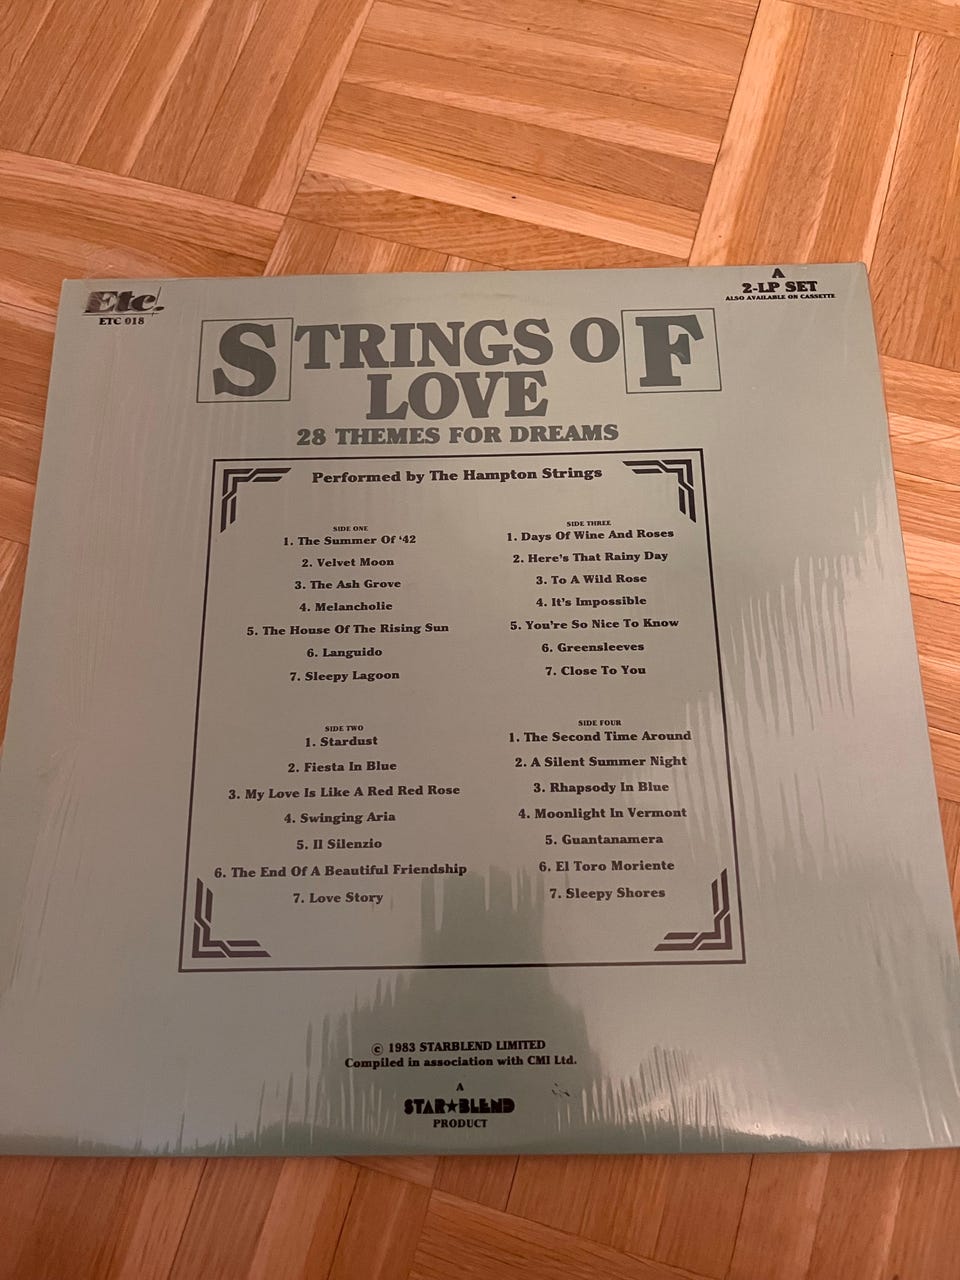 Etc.
ETC 018
A
2-LP SET
ALSO AVAILABLE ON CASSETTE
STRINGS OF
LOVE
28 THEMES FOR DREAMS
Performed by The Hampton Strings
SIDE ONE
1. The Summer Of ‘42
2. Velvet Moon
3. The Ash Grove
4. Melancholie
5. The House Of The Rising Sun
6. Languido
7. Sleepy Lagoon
SIDE TWO
1. Stardust
2. Fiesta In Blue
3. My Love Is Like A Red Red Rose
4. Swinging Aria
5. Il Silenzio
6. The End Of A Beautiful Friendship
7. Love Story
SIDE THREE
1. Days Of Wine And Roses
2. Here's That Rainy Day
3. To A Wild Rose
4. It's Impossible
5. You're So Nice To Know
6. Greensleeves
7. Close To You
SIDE FOUR
1. The Second Time Around
2. A Silent Summer Night
3. Rhapsody In Blue
4. Moonlight In Vermont
5. Guantanamera
6. El Toro Moriente
7. Sleepy Shores
© 1983 STARBLEND LIMITED
Compiled in association with CMI Ltd.
A
STAR★BLEND
PRODUCT